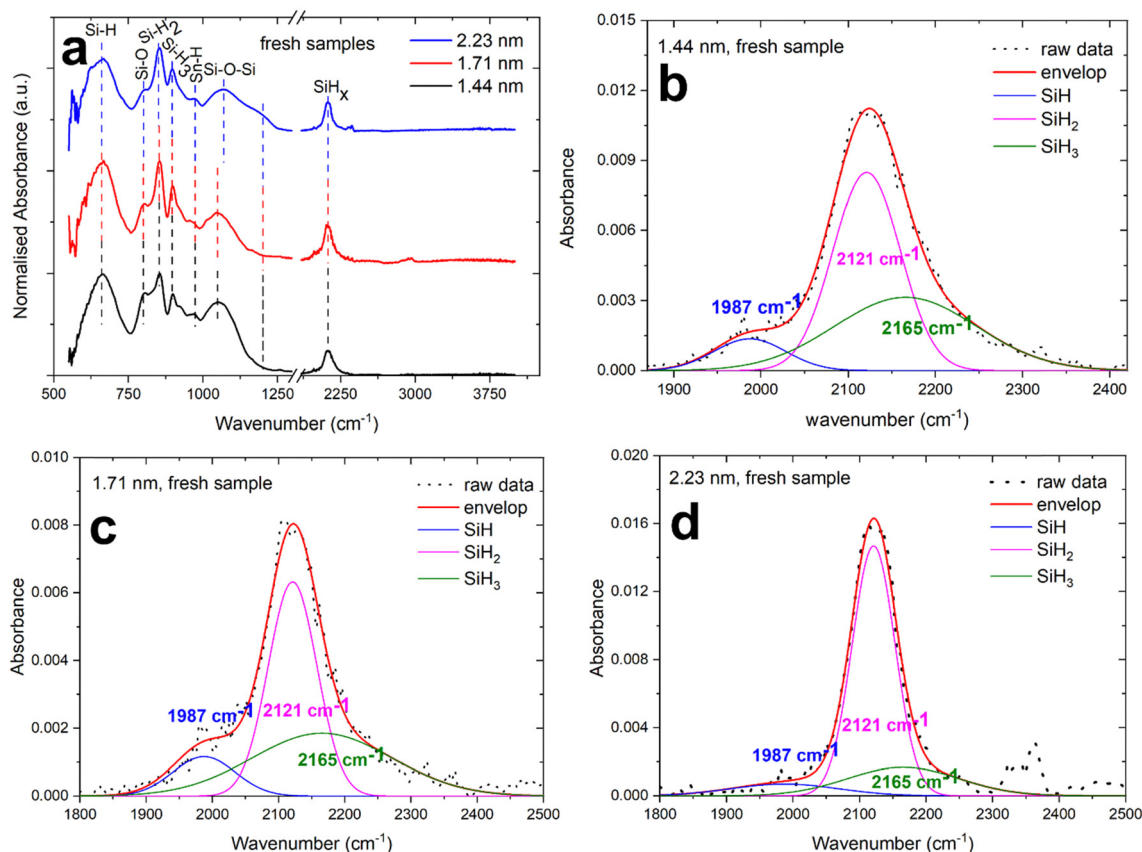 a
fresh samples
2.23 nm
1.71 nm
1.44 nm
Si-H
Si-O
Si-H2
Si-H3
Si-O-Si
SiHX
Normalised Absorbance (a.u.)
500 750 1000 1250 2250 3750
Wavenumber (cm-1)
b
1.44 nm, fresh sample
raw data
envelop
SiH
SiH2
SiH3
1987 cm-1
2121 cm-1
2165 cm-1
0.015
0.012
0.009
0.006
0.003
0.000
Absorbance
1900 2000 2100 2200 2300 2400
wavenumber (cm-1)
c
1.71 nm, fresh sample
raw data
envelop
SiH
SiH2
SiH3
1987 cm-1
2121 cm-1
2165 cm-1
0.010
0.008
0.006
0.004
0.002
0.000
Absorbance
1800 1900 2000 2100 2200 2300 2400 2500
Wavenumber (cm-1)
d
2.23 nm, fresh sample
raw data
envelop
SiH
SiH2
SiH3
1987 cm-1
2121 cm-1
2165 cm-1
0.020
0.016
0.012
0.008
0.004
0.000
Absorbance
1800 1900 2000 2100 2200 2300 2400 2500
Wavenumber (cm-1)